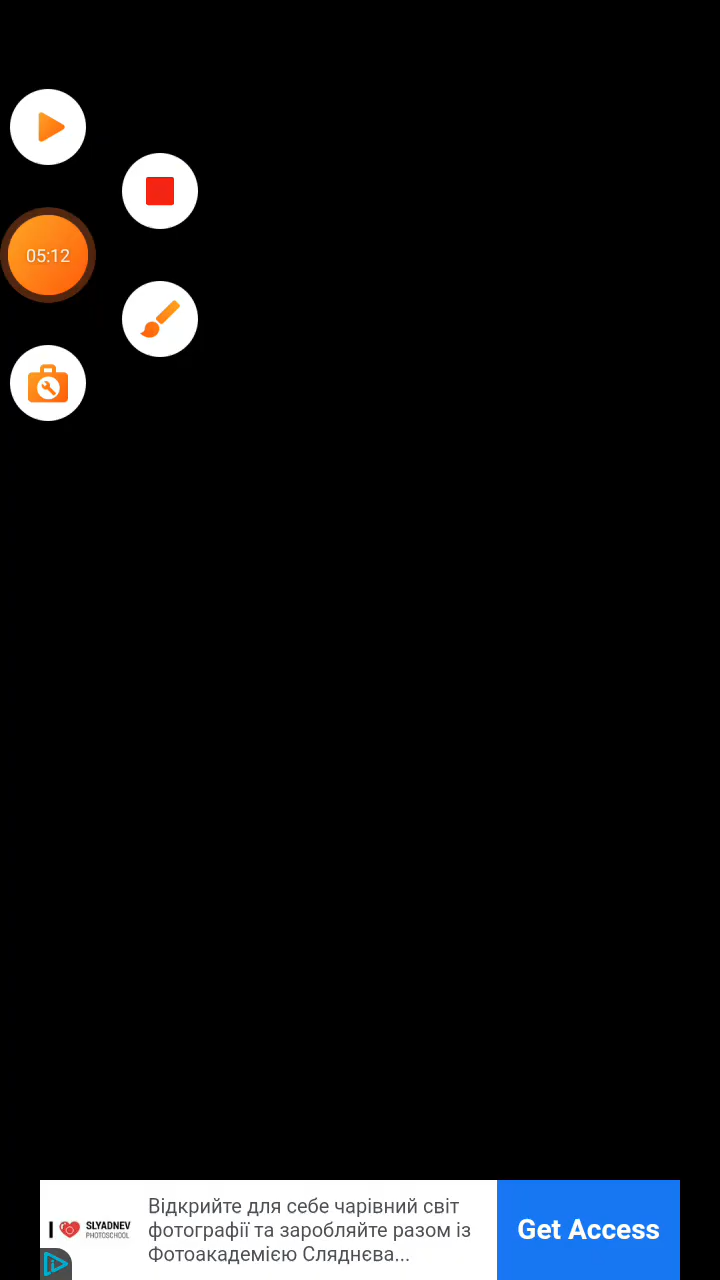 05:12
SLYADNEV
PHOTOSCHOOL
Відкрийте для себе чарівний світ
фотографії та заробляйте разом із
Фотоакадемією Сляднєва...
Get Access